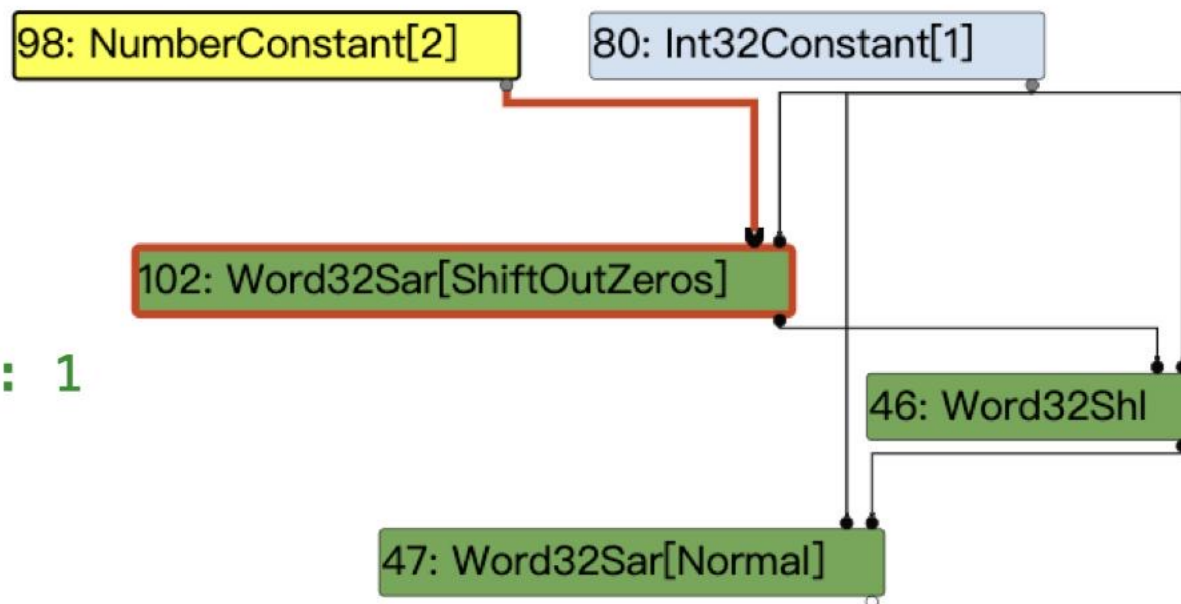 98: NumberConstant[2]
80: Int32Constant[1]
102: Word32Sar[ShiftOutZeros]
: 1
46: Word32Shl
47: Word32Sar[Normal]